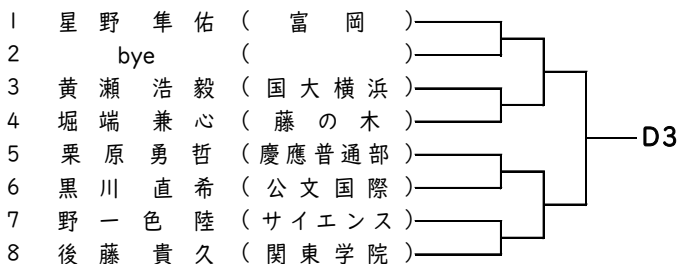 1 星野 隼佑 ( 富岡 )
2 bye ( )
3 黄瀬 浩毅 ( 国大横浜 )
4 堀端 兼心 ( 藤の木 )
5 栗原 勇哲 ( 慶應普通部 )
6 黒川 直希 ( 公文国際 )
7 野一色 陸 ( サイエンス )
8 後藤 貴久 ( 関東学院 )
D3